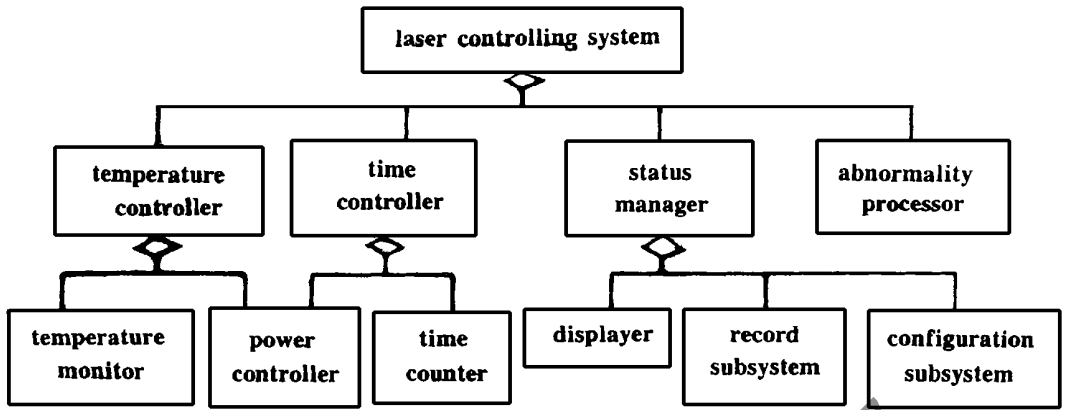 laser controlling system
temperature
controller
time
controller
status
manager
abnormality
processor
temperature
monitor
power
controller
time
counter
displayer
record
subsystem
configuration
subsystem